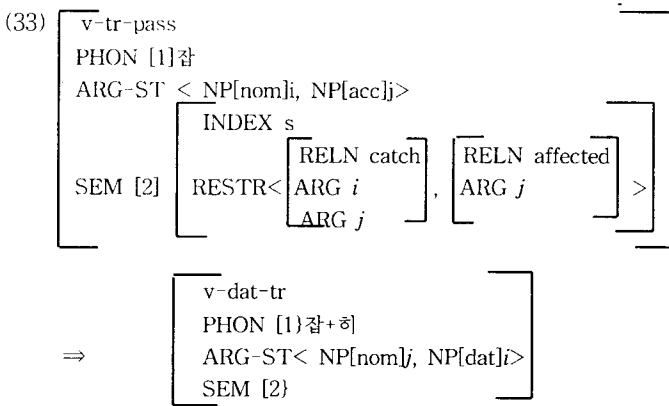 (33) v-tr-pass
PHON [1]잡
ARG-ST < NP[nom]i, NP[acc]j>
INDEX s
RELN catch RELN affected
SEM [2] RESTR< ARG i , ARG j >
ARG j
v-dat-tr
PHON [1}잡+히
⇒ ARG-ST< NP[nom]j, NP[dat]i>
SEM [2}